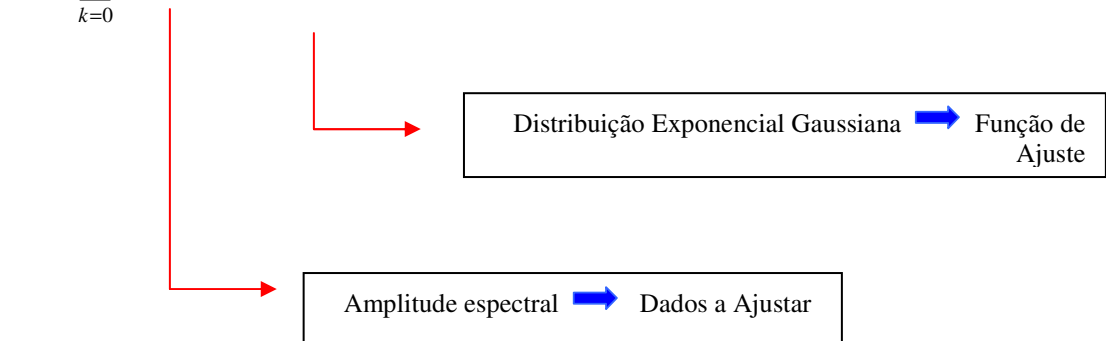 k=0
Distribuição Exponencial Gaussiana Função de
Ajuste
Amplitude espectral Dados a Ajustar